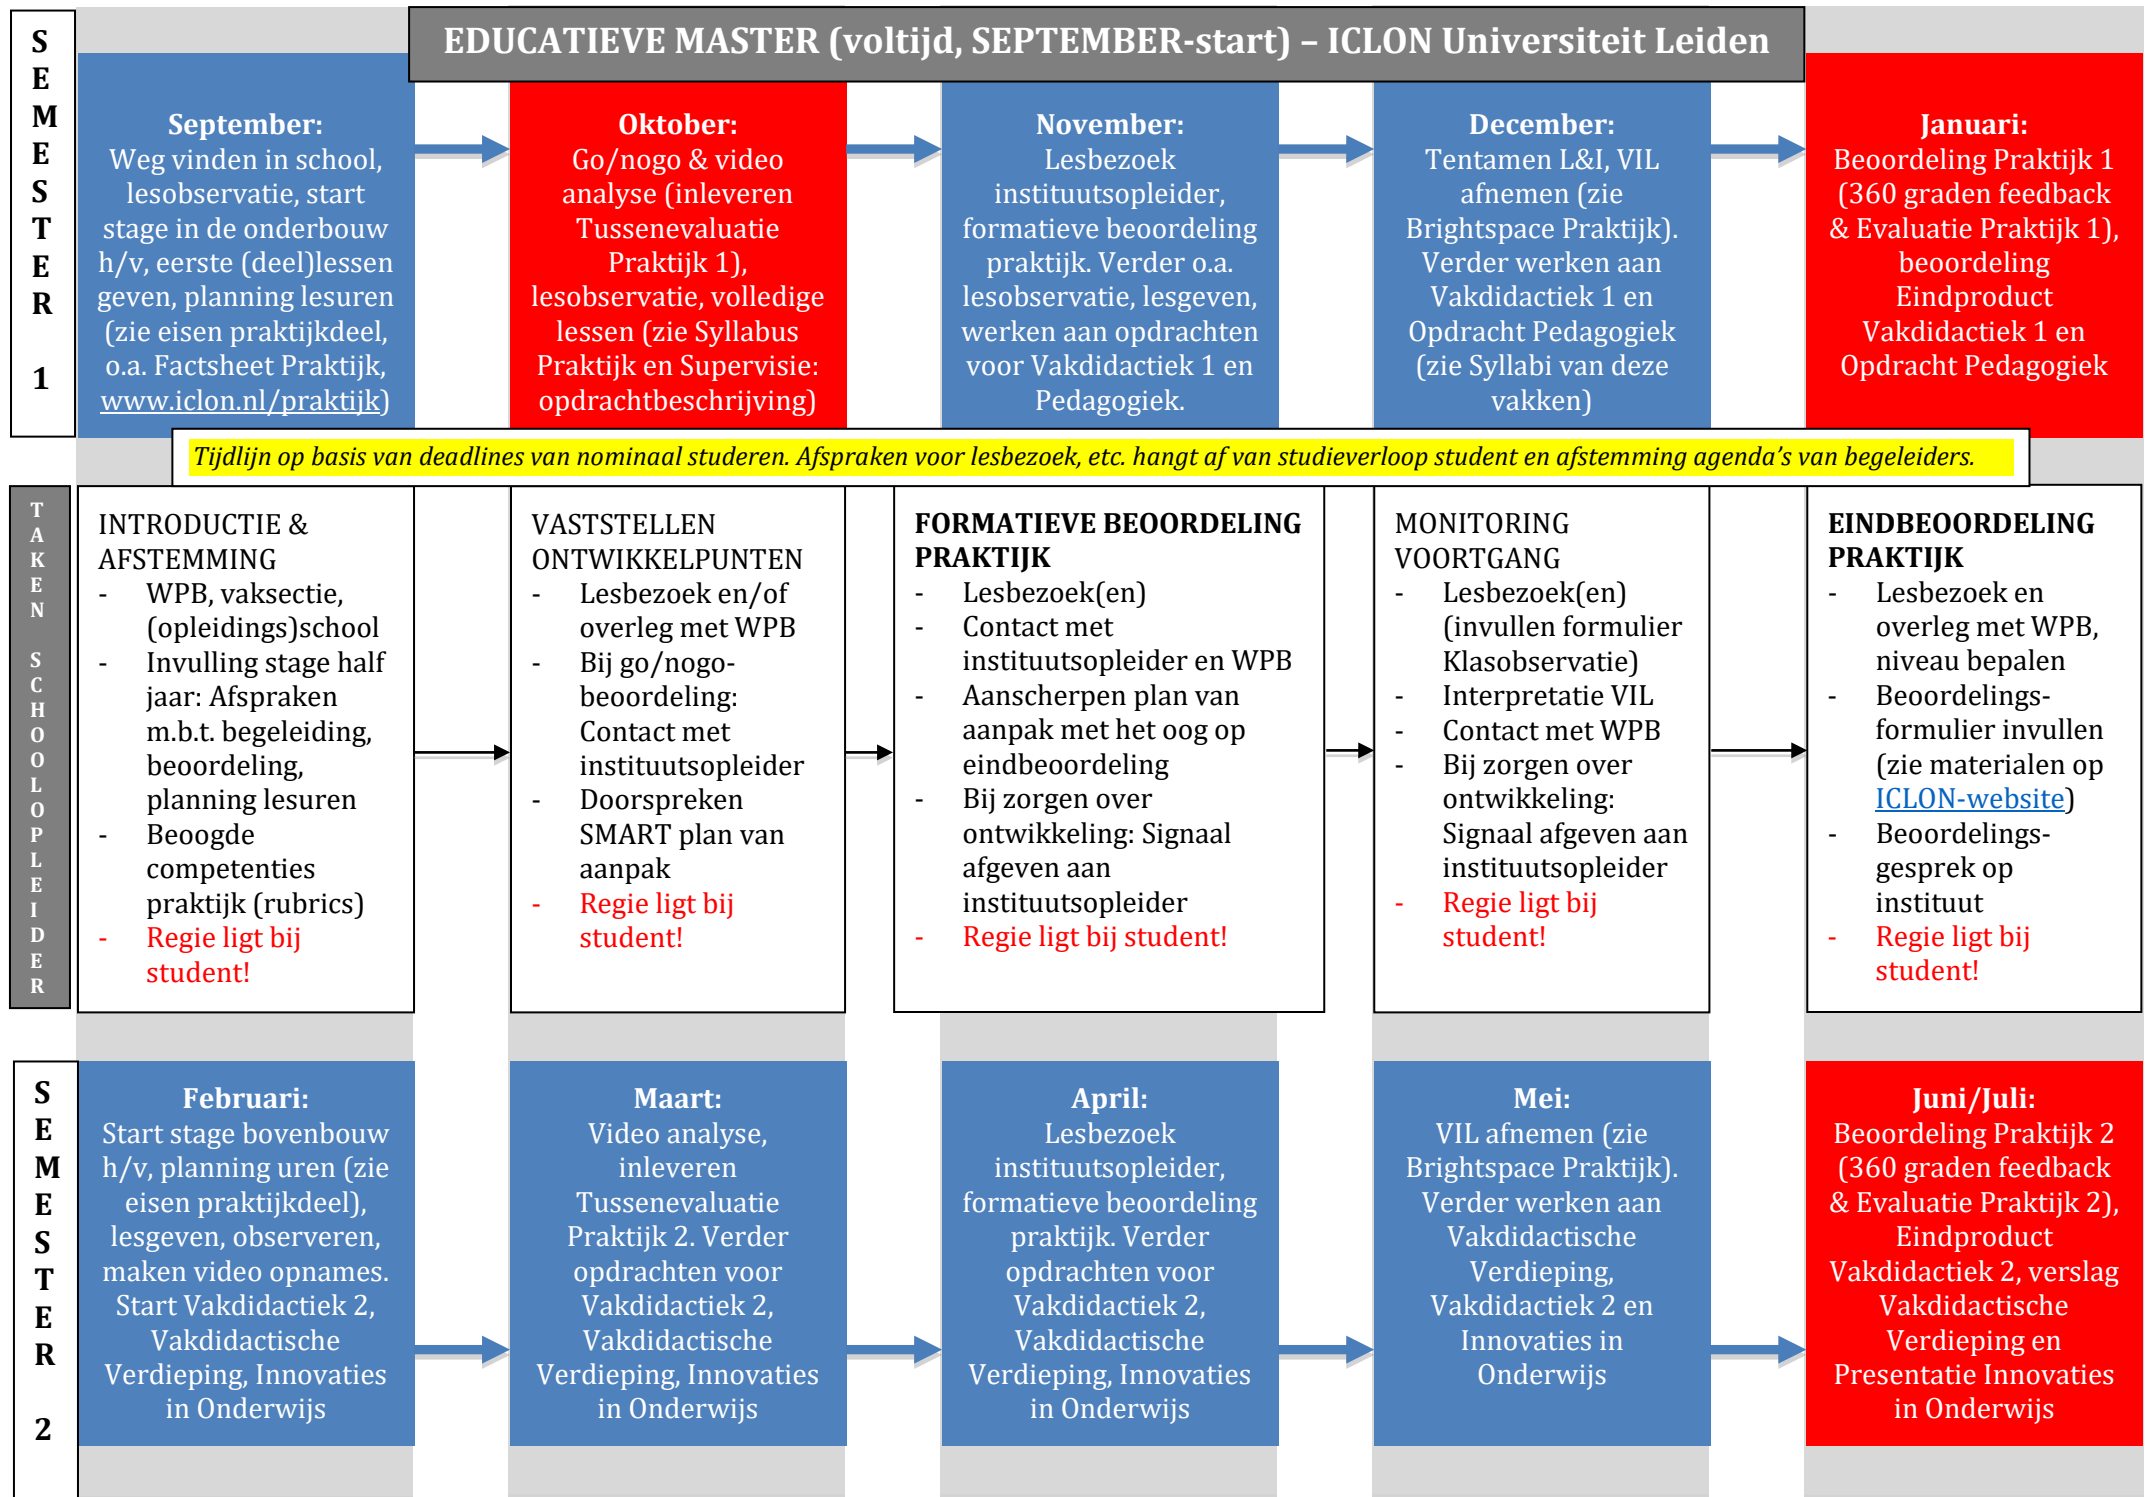 EDUCATIEVE MASTER (voltijd, SEPTEMBER-start) – ICLON Universiteit Leiden
SEMESTER 1
September:
Weg vinden in school,
lesobservatie, start
stage in de onderbouw
h/v, eerste (deel)lessen
geven, planning lesuren
(zie eisen praktijkdeel,
o.a. Factsheet Praktijk,
www.iclon.nl/praktijk)
Oktober:
Go/nogo & video
analyse (inleveren
Tussenevaluatie
Praktijk 1),
lesobservatie, volledige
lessen (zie Syllabus
Praktijk en Supervisie:
opdrachtbeschrijving)
November:
Lesbezoek
instituutsopleider,
formatieve beoordeling
praktijk. Verder o.a.
lesobservatie, lesgeven,
werken aan opdrachten
voor Vakdidactiek 1 en
Pedagogiek.
December:
Tentamen L&I, VIL
afnemen (zie
Brightspace Praktijk).
Verder werken aan
Vakdidactiek 1 en
Opdracht Pedagogiek
(zie Syllabi van deze
vakken)
Januari:
Beoordeling Praktijk 1
(360 graden feedback
& Evaluatie Praktijk 1),
beoordeling
Eindproduct
Vakdidactiek 1 en
Opdracht Pedagogiek
Tijdlijn op basis van deadlines van nominaal studeren. Afspraken voor lesbezoek, etc. hangt af van studieverloop student en afstemming agenda’s van begeleiders.
TAKEN SCHOOLOPLEIDER
INTRODUCTIE &
AFSTEMMING
- WPB, vaksectie,
(opleidings)school
- Invulling stage half
jaar: Afspraken
m.b.t. begeleiding,
beoordeling,
planning lesuren
- Beoogde
competenties
praktijk (rubrics)
- Regie ligt bij
student!
VASTSTELLEN
ONTWIKKELPUNTEN
- Lesbezoek en/of
overleg met WPB
- Bij go/nogo-
beoordeling:
Contact met
instituutsopleider
- Doorspreken
SMART plan van
aanpak
- Regie ligt bij
student!
FORMATIEVE BEOORDELING
PRAKTIJK
- Lesbezoek(en)
- Contact met
instituutsopleider en WPB
- Aanscherpen plan van
aanpak met het oog op
eindbeoordeling
- Bij zorgen over
ontwikkeling: Signaal
afgeven aan
instituutsopleider
- Regie ligt bij student!
MONITORING
VOORTGANG
- Lesbezoek(en)
(invullen formulier
Klasobservatie)
- Interpretatie VIL
- Contact met WPB
- Bij zorgen over
ontwikkeling:
Signaal afgeven aan
instituutsopleider
- Regie ligt bij
student!
EINDBEOORDELING
PRAKTIJK
- Lesbezoek en
overleg met WPB,
niveau bepalen
- Beoordelings-
formulier invullen
(zie materialen op
ICLON-website)
- Beoordelings-
gesprek op
instituut
- Regie ligt bij
student!
SEMESTER 2
Februari:
Start stage bovenbouw
h/v, planning uren (zie
eisen praktijkdeel),
lesgeven, observeren,
maken video opnames.
Start Vakdidactiek 2,
Vakdidactische
Verdieping, Innovaties
in Onderwijs
Maart:
Video analyse,
inleveren
Tussenevaluatie
Praktijk 2. Verder
opdrachten voor
Vakdidactiek 2,
Vakdidactische
Verdieping, Innovaties
in Onderwijs
April:
Lesbezoek
instituutsopleider,
formatieve beoordeling
praktijk. Verder
opdrachten voor
Vakdidactiek 2,
Vakdidactische
Verdieping, Innovaties
in Onderwijs
Mei:
VIL afnemen (zie
Brightspace Praktijk).
Verder werken aan
Vakdidactische
Verdieping,
Vakdidactiek 2 en
Innovaties in
Onderwijs
Juni/Juli:
Beoordeling Praktijk 2
(360 graden feedback
& Evaluatie Praktijk 2),
Eindproduct
Vakdidactiek 2, verslag
Vakdidactische
Verdieping en
Presentatie Innovaties
in Onderwijs